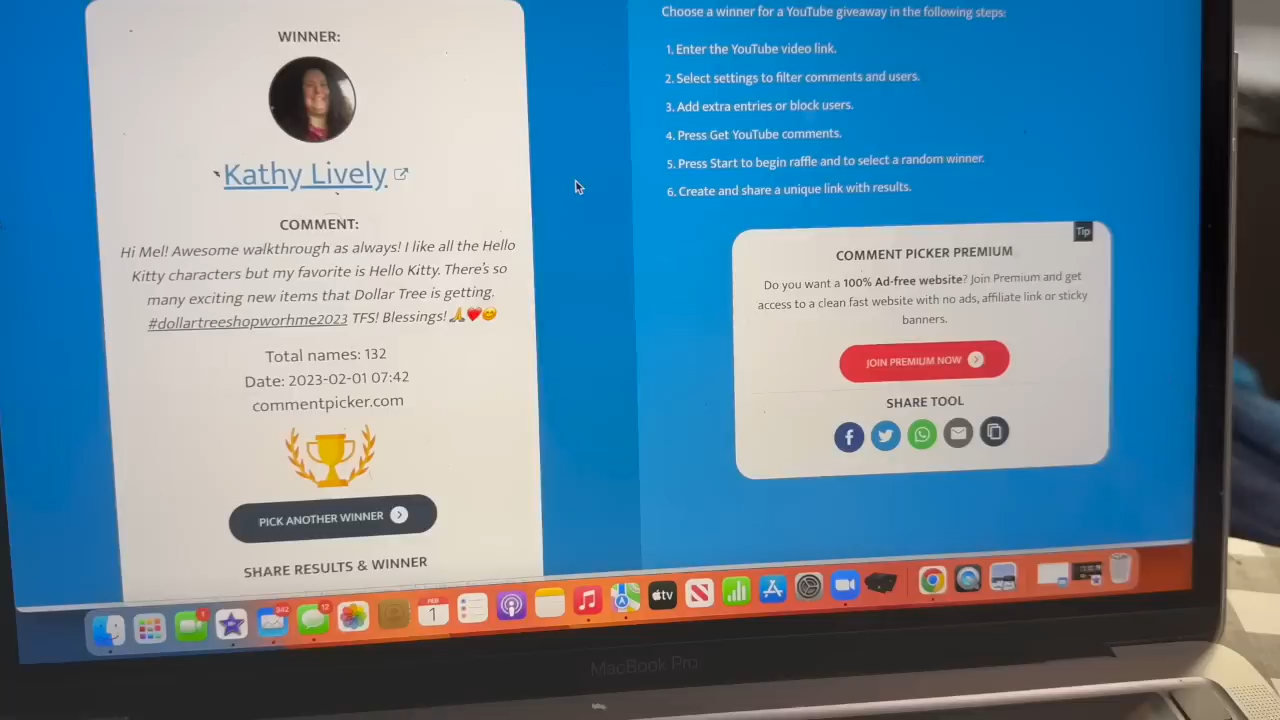 WINNER:
Kathy Lively
COMMENT:
Hi Mel! Awesome walkthrough as always! I like all the Hello
Kitty characters but my favorite is Hello Kitty. There's so
many exciting new items that Dollar Tree is getting.
#dollartreeshopworhme2023 TFS! Blessings! 🙏❤️😊
Total names: 132
Date: 2023-02-01 07:42
commentpicker.com
PICK ANOTHER WINNER
SHARE RESULTS & WINNER
Choose a winner for a YouTube giveaway in the following steps:
1. Enter the YouTube video link.
2. Select settings to filter comments and users.
3. Add extra entries or block users.
4. Press Get YouTube comments.
5. Press Start to begin raffle and to select a random winner.
6. Create and share a unique link with results.
Tip
COMMENT PICKER PREMIUM
Do you want a 100% Ad-free website? Join Premium and get
access to a clean fast website with no ads, affiliate link or sticky
banners.
JOIN PREMIUM NOW
SHARE TOOL
1
342
12
FEB
1
tv
MacBook Pro